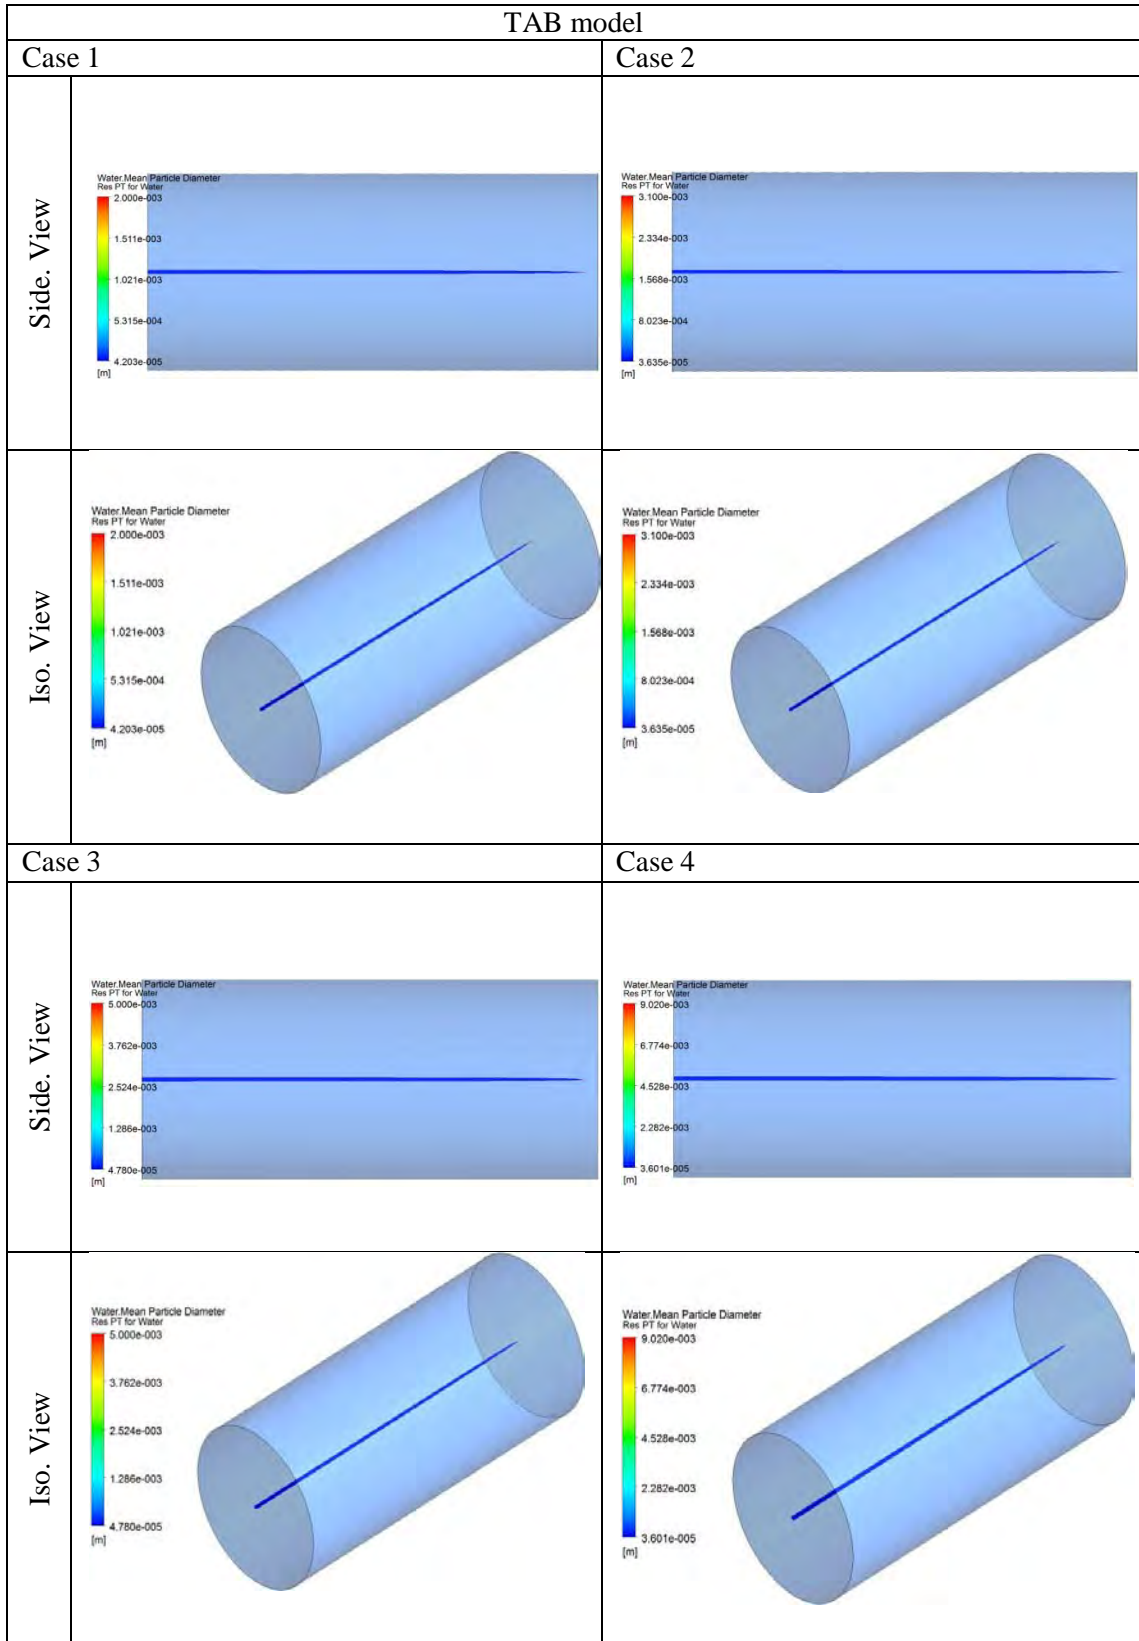 TAB model
Case 1
Case 2
Side. View
Water.Mean Particle Diameter
Res PT for Water
2.000e-003
1.511e-003
1.021e-003
5.315e-004
4.203e-005
[m]
Water.Mean Particle Diameter
Res PT for Water
3.100e-003
2.334e-003
1.568e-003
8.023e-004
3.635e-005
[m]
Iso. View
Water.Mean Particle Diameter
Res PT for Water
2.000e-003
1.511e-003
1.021e-003
5.315e-004
4.203e-005
[m]
Water.Mean Particle Diameter
Res PT for Water
3.100e-003
2.334e-003
1.568e-003
8.023e-004
3.635e-005
[m]
Case 3
Case 4
Side. View
Water.Mean Particle Diameter
Res PT for Water
5.000e-003
3.762e-003
2.524e-003
1.286e-003
4.780e-005
[m]
Water.Mean Particle Diameter
Res PT for Water
9.020e-003
6.774e-003
4.528e-003
2.282e-003
3.601e-005
[m]
Iso. View
Water.Mean Particle Diameter
Res PT for Water
5.000e-003
3.762e-003
2.524e-003
1.286e-003
4.780e-005
[m]
Water.Mean Particle Diameter
Res PT for Water
9.020e-003
6.774e-003
4.528e-003
2.282e-003
3.601e-005
[m]